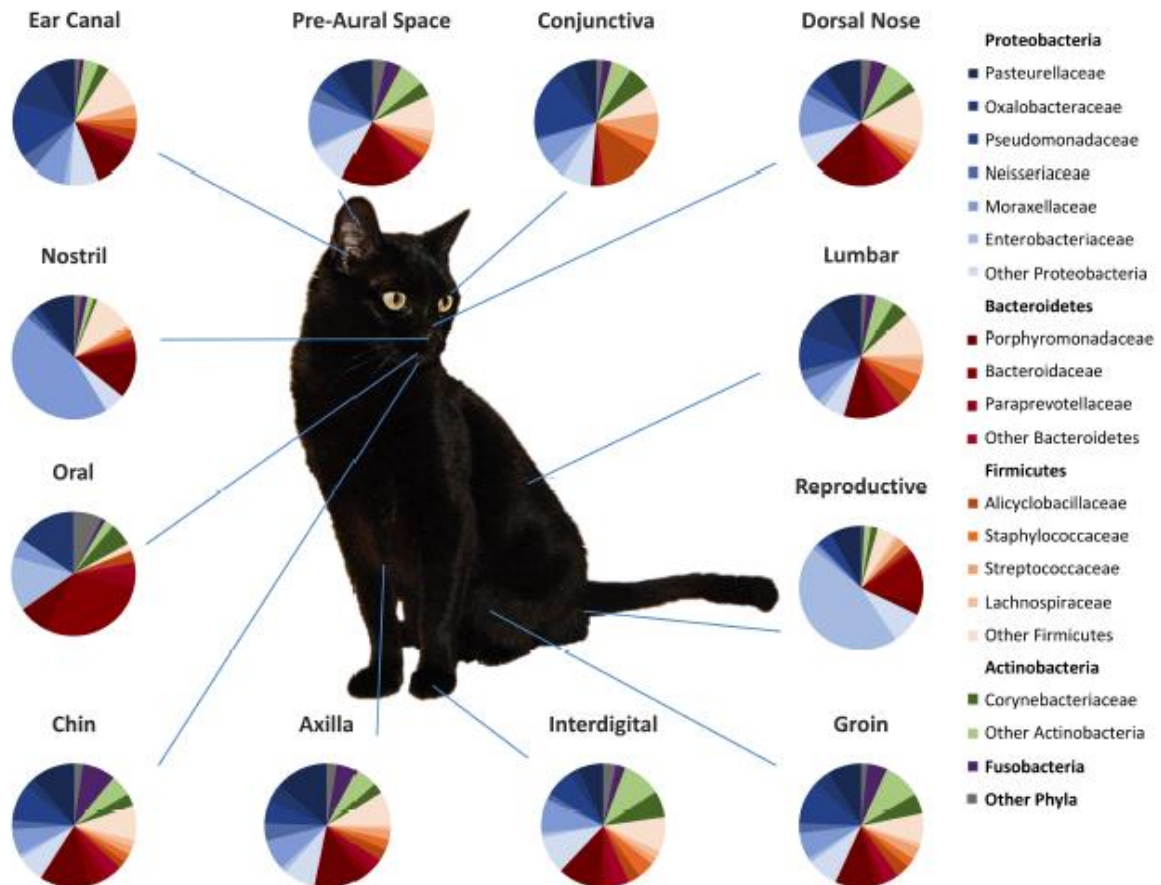 Ear Canal
Pre-Aural Space
Conjunctiva
Dorsal Nose
Nostril
Lumbar
Oral
Reproductive
Chin
Axilla
Interdigital
Groin
Proteobacteria
Pasteurellaceae
Oxalobacteraceae
Pseudomonadaceae
Neisseriaceae
Moraxellaceae
Enterobacteriaceae
Other Proteobacteria
Bacteroidetes
Porphyromonadaceae
Bacteroidaceae
Paraprevotellaceae
Other Bacteroidetes
Firmicutes
Alicyclobacillaceae
Staphylococcaceae
Streptococcaceae
Lachnospiraceae
Other Firmicutes
Actinobacteria
Corynebacteriaceae
Other Actinobacteria
Fusobacteria
Other Phyla